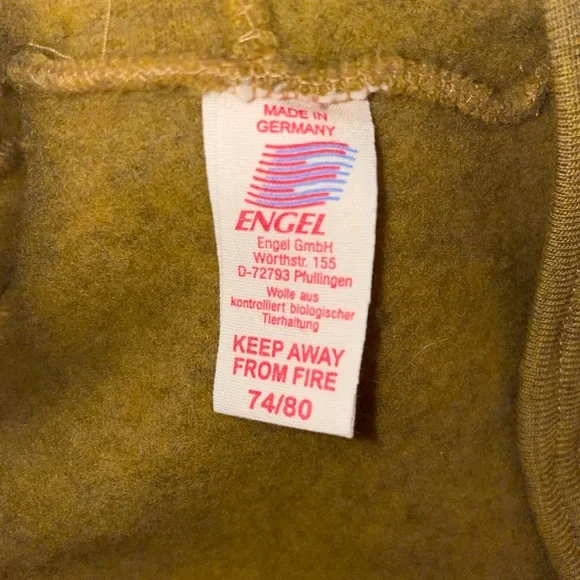 MADE IN
GERMANY
ENGEL
Engel GmbH
Wörthstr. 155
D-72793 Pfullingen
Wolle aus
kontrolliert biologischer
Tierhaltung
KEEP AWAY
FROM FIRE
74/80